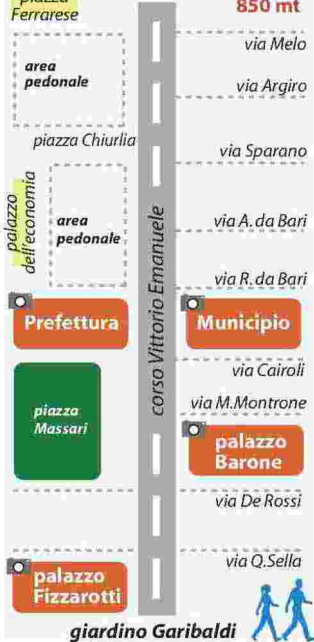 piazza
Ferrarese
850 mt
via Melo
area
pedonale
via Argiro
piazza Chiurlia
via Sparano
palazzo
dell'economia
area
pedonale
corso Vittorio Emanuele
via A. da Bari
via R. da Bari
Prefettura
Municipio
via Cairoli
piazza
Massari
via M.Montrone
palazzo
Barone
via De Rossi
via Q.Sella
palazzo
Fizzarotti
giardino Garibaldi